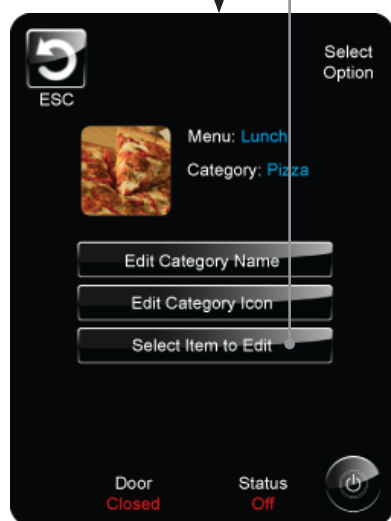 Select
Option
ESC
Menu: Lunch
Category: Pizza
Edit Category Name
Edit Category Icon
Select Item to Edit
Door
Closed
Status
Off